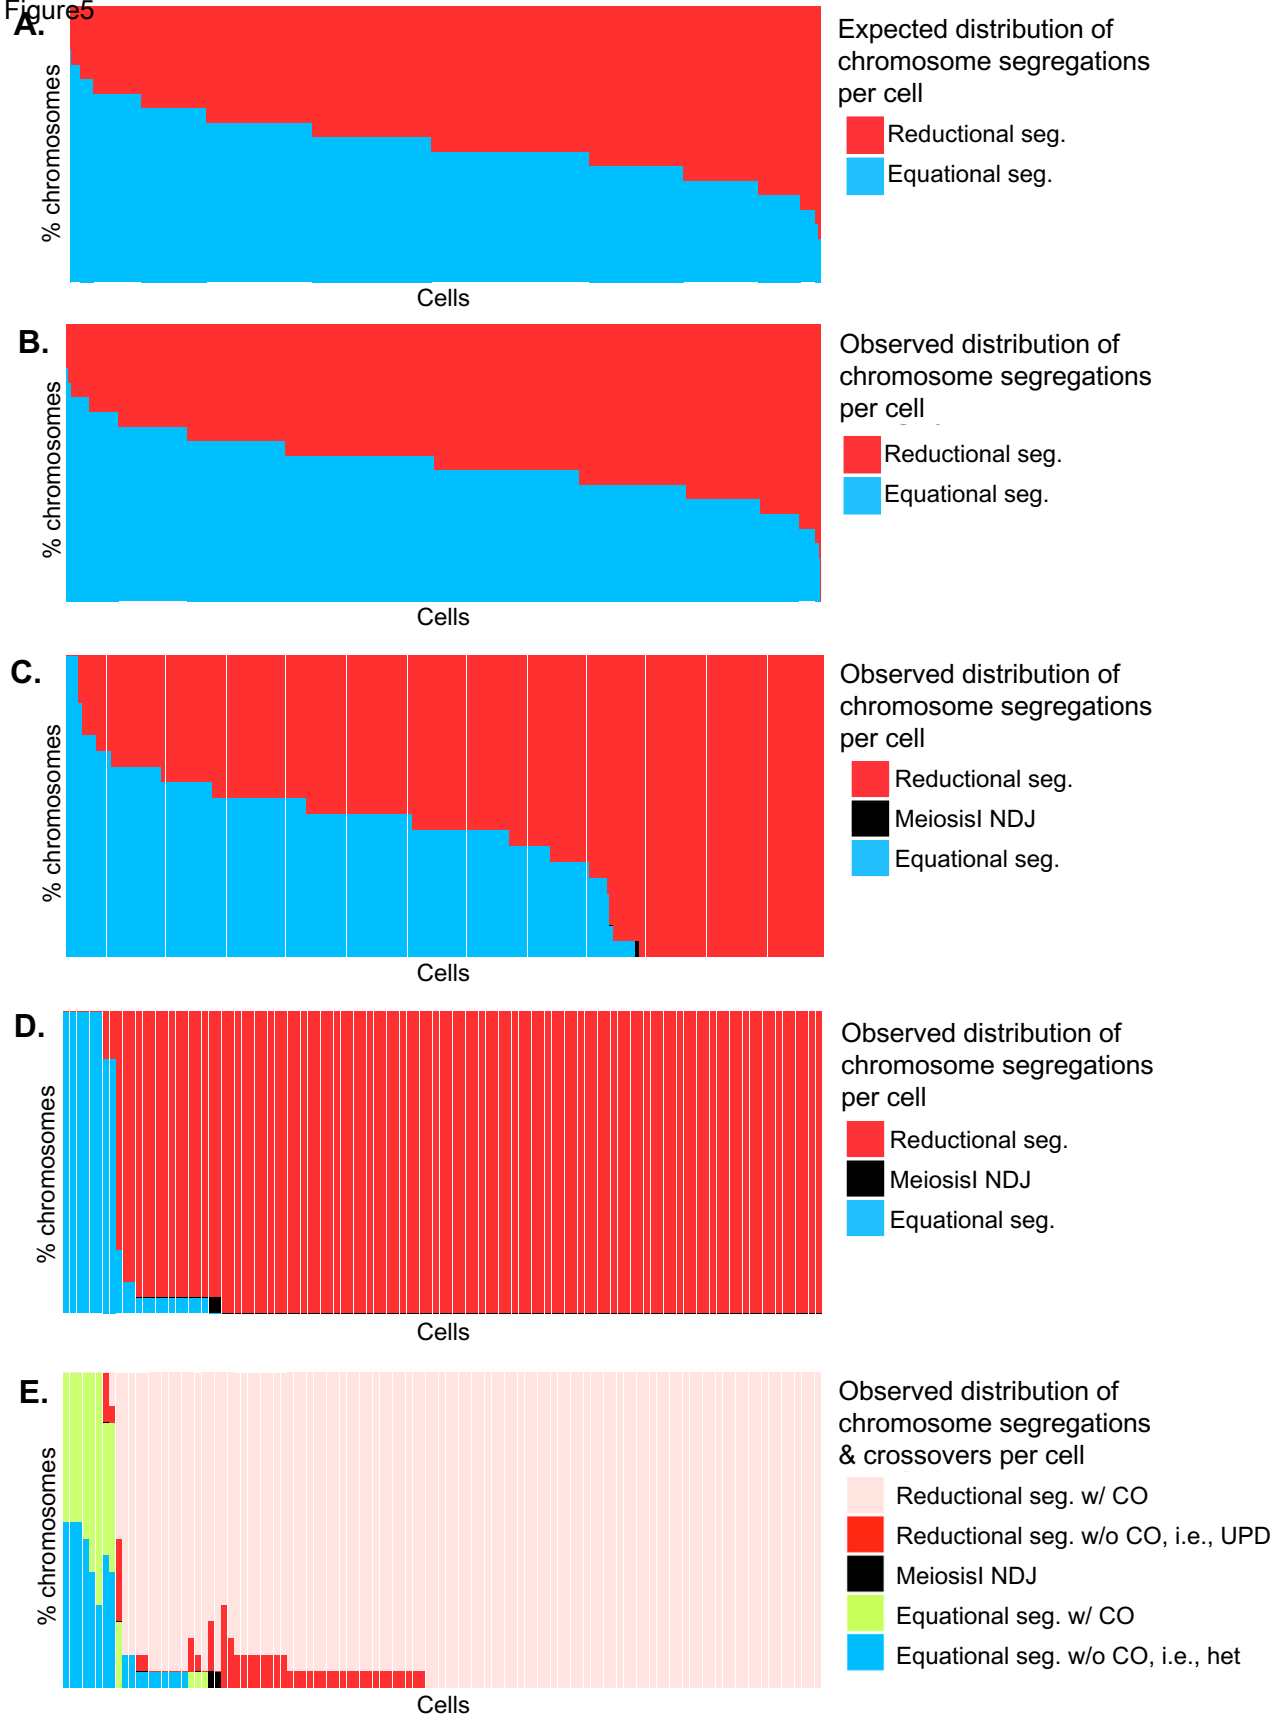 Figure5
A.
% chromosomes
Cells
Expected distribution of
chromosome segregations
per cell
Reductional seg.
Equational seg.
B.
% chromosomes
Cells
Observed distribution of
chromosome segregations
per cell
Reductional seg.
Equational seg.
C.
% chromosomes
Cells
Observed distribution of
chromosome segregations
per cell
Reductional seg.
MeiosisI NDJ
Equational seg.
D.
% chromosomes
Cells
Observed distribution of
chromosome segregations
per cell
Reductional seg.
MeiosisI NDJ
Equational seg.
E.
% chromosomes
Cells
Observed distribution of
chromosome segregations
& crossovers per cell
Reductional seg. w/ CO
Reductional seg. w/o CO, i.e., UPD
MeiosisI NDJ
Equational seg. w/ CO
Equational seg. w/o CO, i.e., het